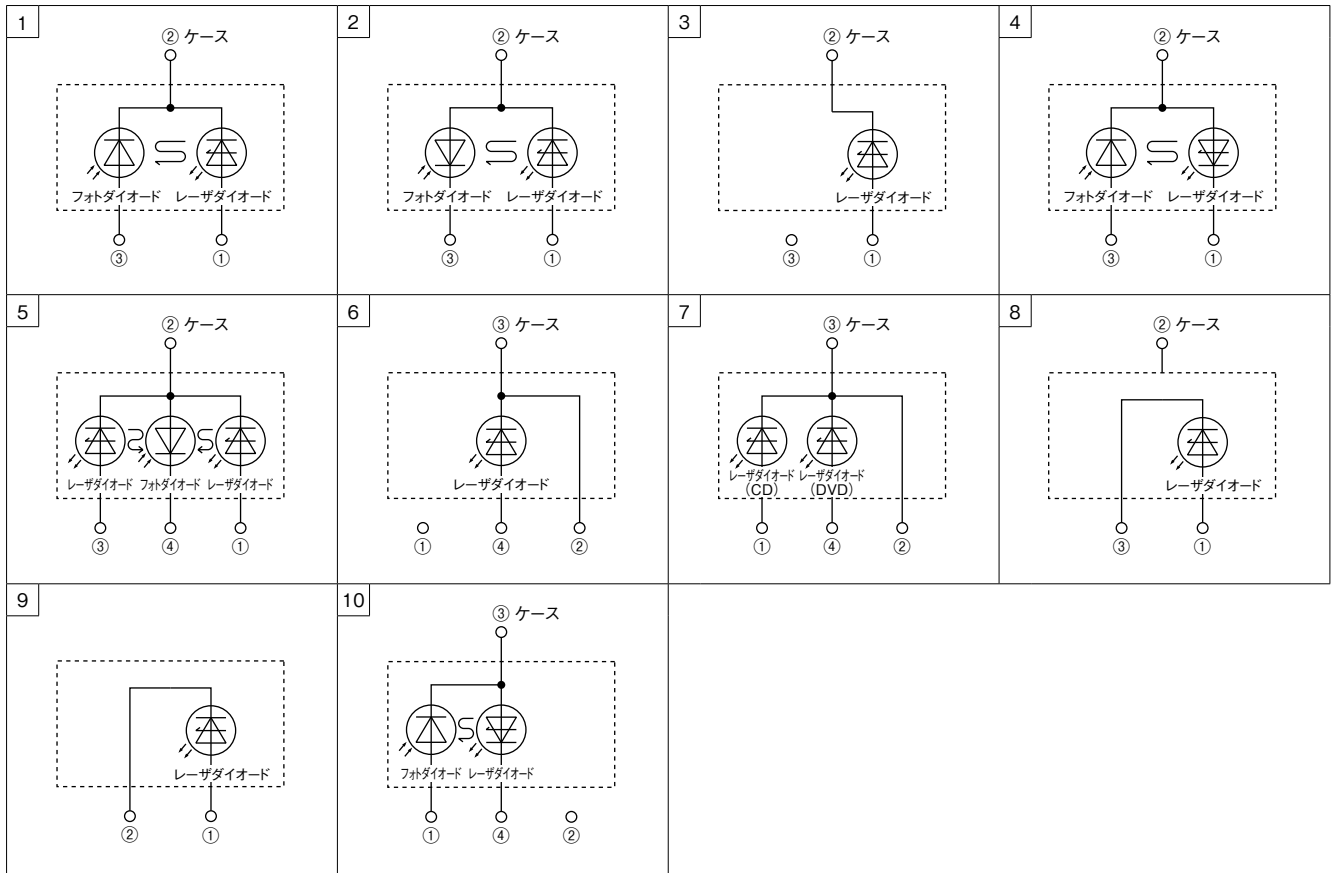 1
② ケース
フォトダイオード レーザダイオード
③ ①
2
② ケース
フォトダイオード レーザダイオード
③ ①
3
② ケース
レーザダイオード
③ ①
4
② ケース
フォトダイオード レーザダイオード
③ ①
5
② ケース
レーザダイオード フォトダイオード レーザダイオード
③ ④ ①
6
③ ケース
レーザダイオード
① ④ ②
7
③ ケース
レーザダイオード レーザダイオード
(CD) (DVD)
① ④ ②
8
② ケース
レーザダイオード
③ ①
9
レーザダイオード
② ①
10
③ ケース
フォトダイオード レーザダイオード
① ④ ②